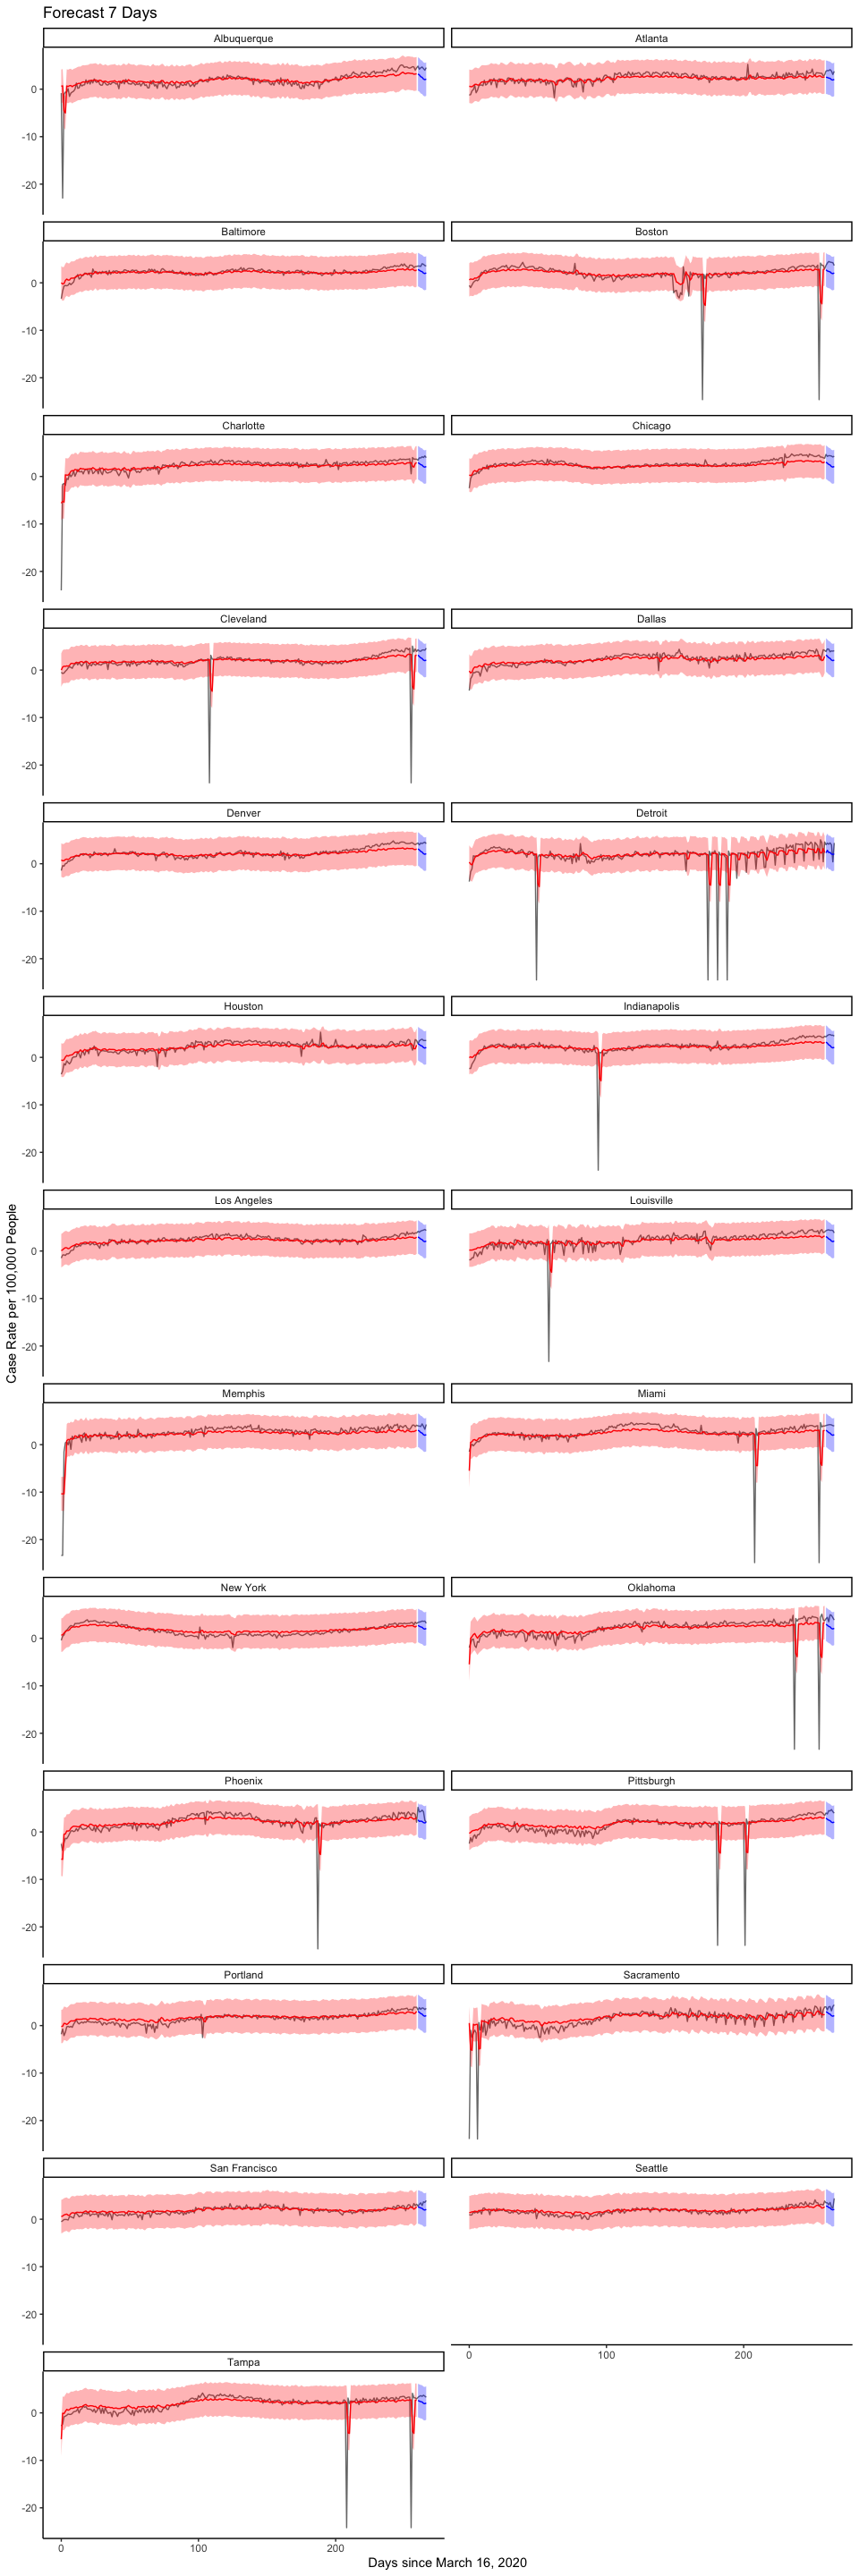 Forecast 7 Days
Albuquerque
Atlanta
0
-10
-20
Baltimore
Boston
0
-10
-20
Charlotte
Chicago
0
-10
-20
Cleveland
Dallas
0
-10
-20
Denver
Detroit
0
-10
-20
Houston
Indianapolis
0
-10
-20
Case Rate per 100,000 People
Los Angeles
Louisville
0
-10
-20
Memphis
Miami
0
-10
-20
New York
Oklahoma
0
-10
-20
Phoenix
Pittsburgh
0
-10
-20
Portland
Sacramento
0
-10
-20
San Francisco
Seattle
0
-10
-20
0 100 200
Tampa
0
-10
-20
0 100 200
Days since March 16, 2020